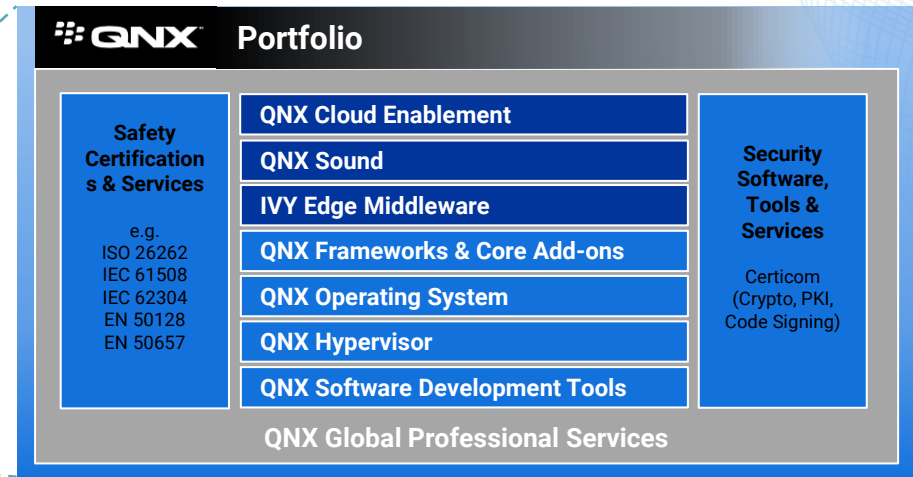 QNX Portfolio
Safety
Certification
s & Services
e.g.
ISO 26262
IEC 61508
IEC 62304
EN 50128
EN 50657
QNX Cloud Enablement
QNX Sound
IVY Edge Middleware
QNX Frameworks & Core Add-ons
QNX Operating System
QNX Hypervisor
QNX Software Development Tools
Security
Software,
Tools &
Services
Certicom
(Crypto, PKI,
Code Signing)
QNX Global Professional Services